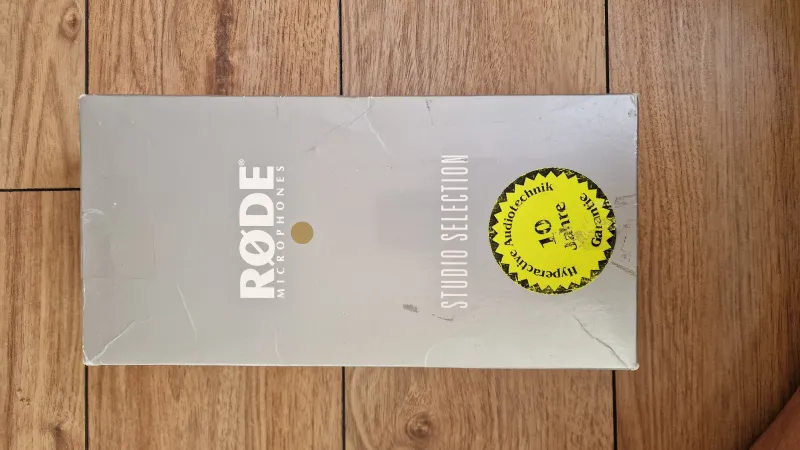 RØDE®
MICROPHONES
STUDIO SELECTION
Hyperactive Audiotechnik
10
Jahre
Garantie